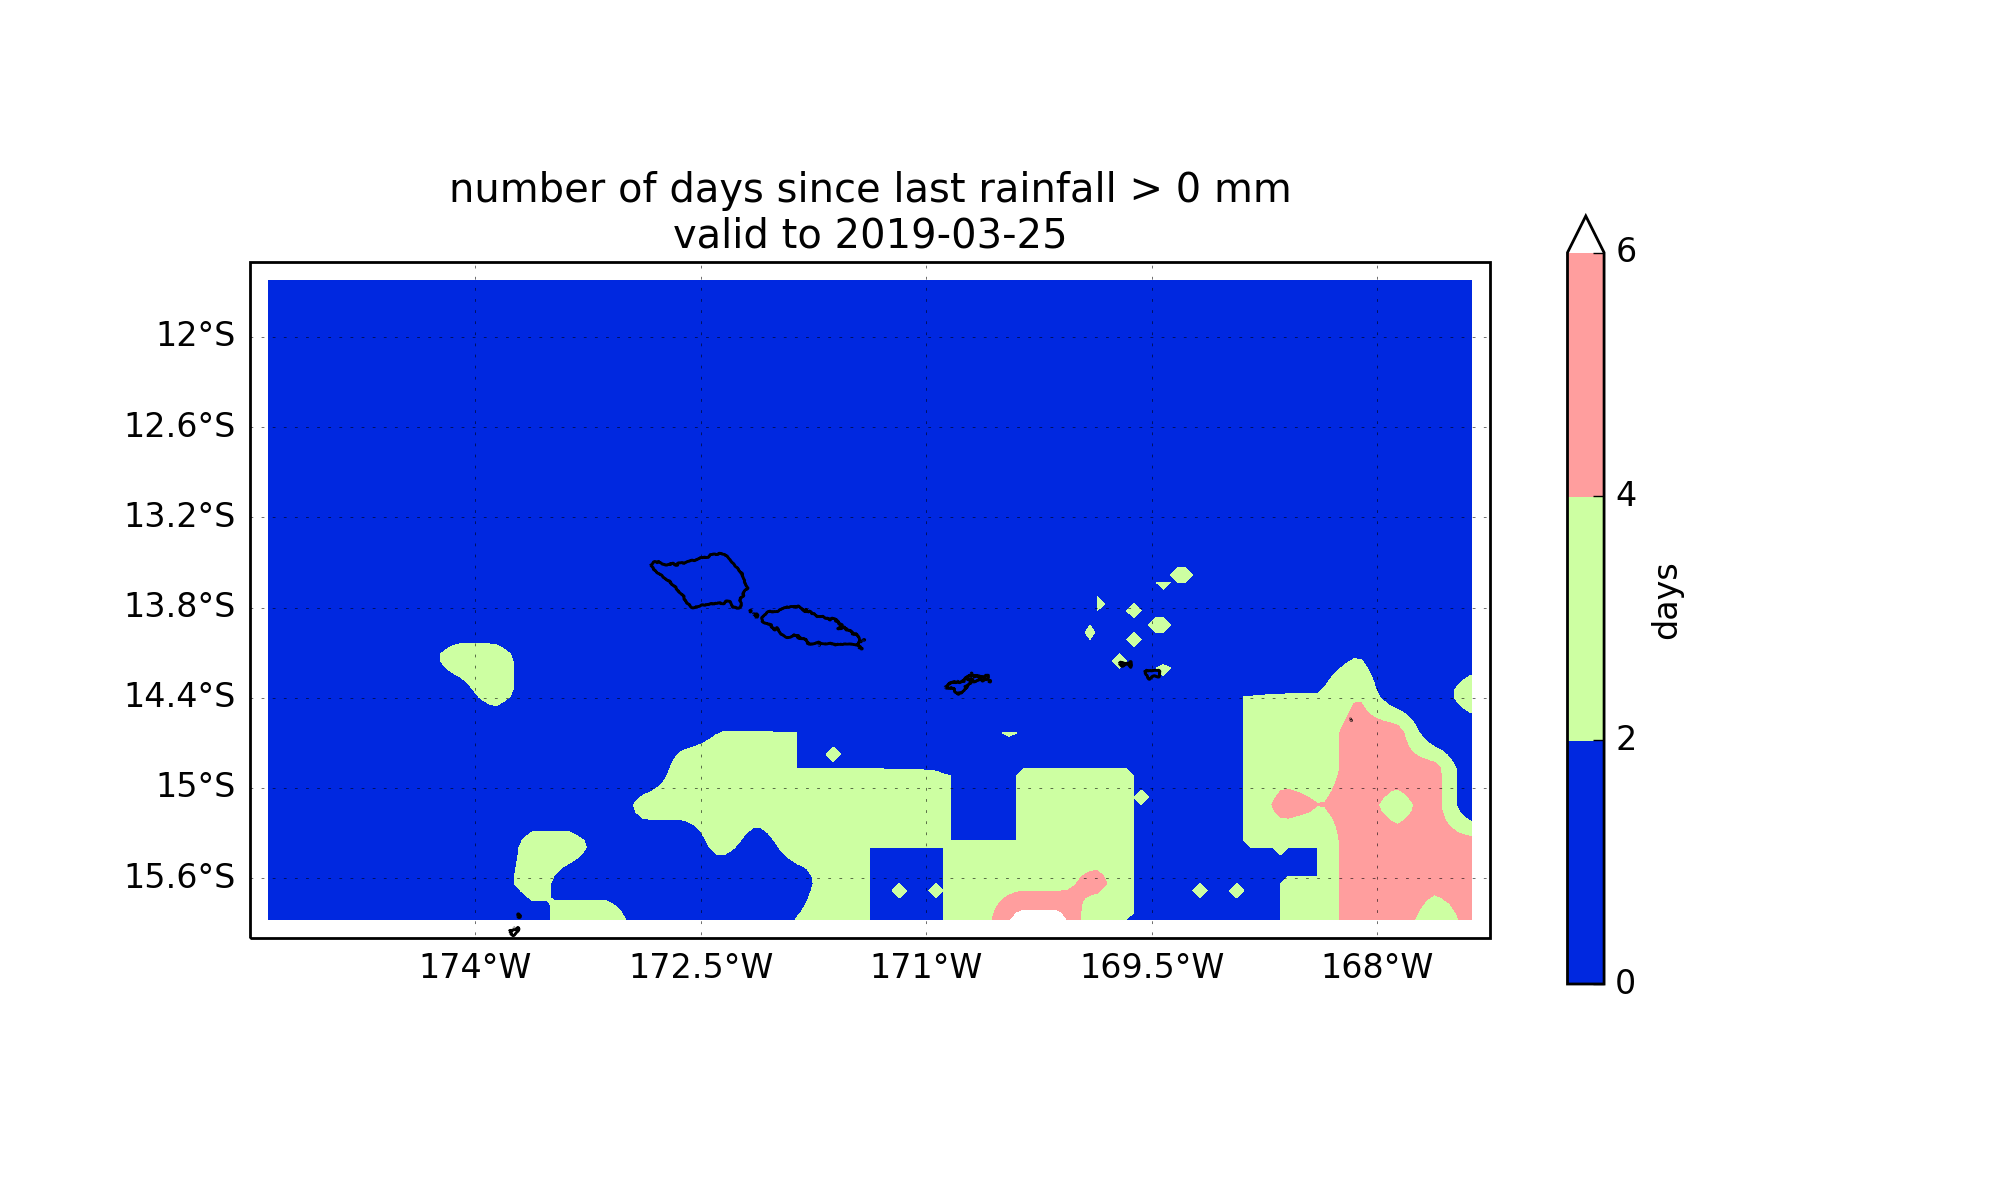 number of days since last rainfall > 0 mm
valid to 2019-03-25
12°S
12.6°S
13.2°S
13.8°S
14.4°S
15°S
15.6°S
174°W
172.5°W
171°W
169.5°W
168°W
6
4
2
0
days